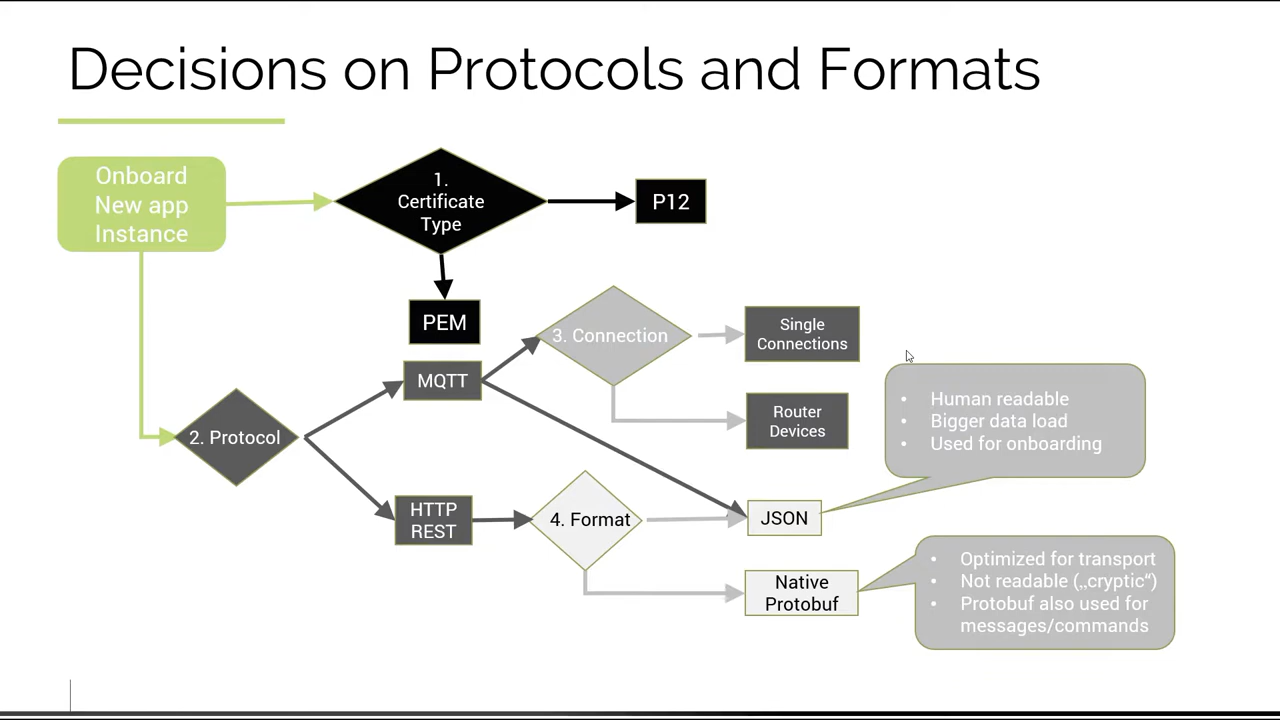 Decisions on Protocols and Formats
Onboard
New app
Instance
1.
Certificate
Type
P12
PEM
3. Connection
Single
Connections
MQTT
Router
Devices
2. Protocol
HTTP
REST
4. Format
JSON
Native
Protobuf
• Human readable
• Bigger data load
• Used for onboarding
• Optimized for transport
• Not readable („cryptic“)
• Protobuf also used for
messages/commands